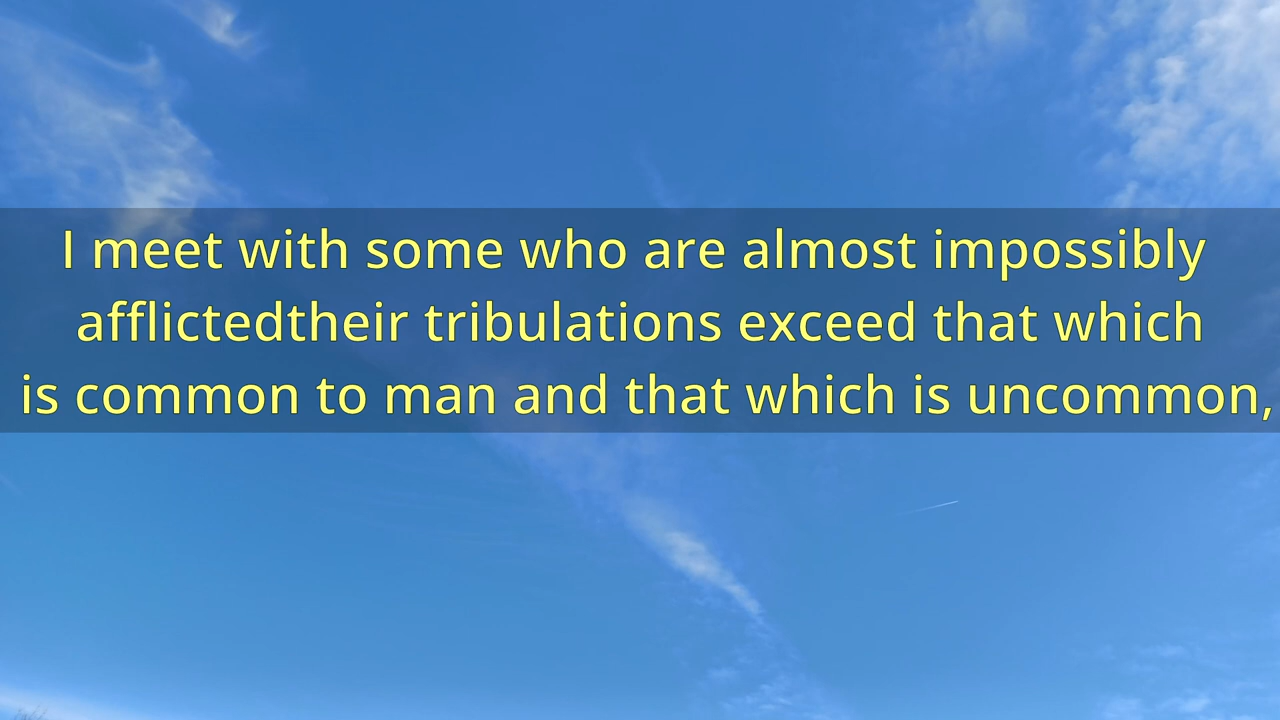 I meet with some who are almost impossibly
afflictedtheir tribulations exceed that which
is common to man and that which is uncommon,